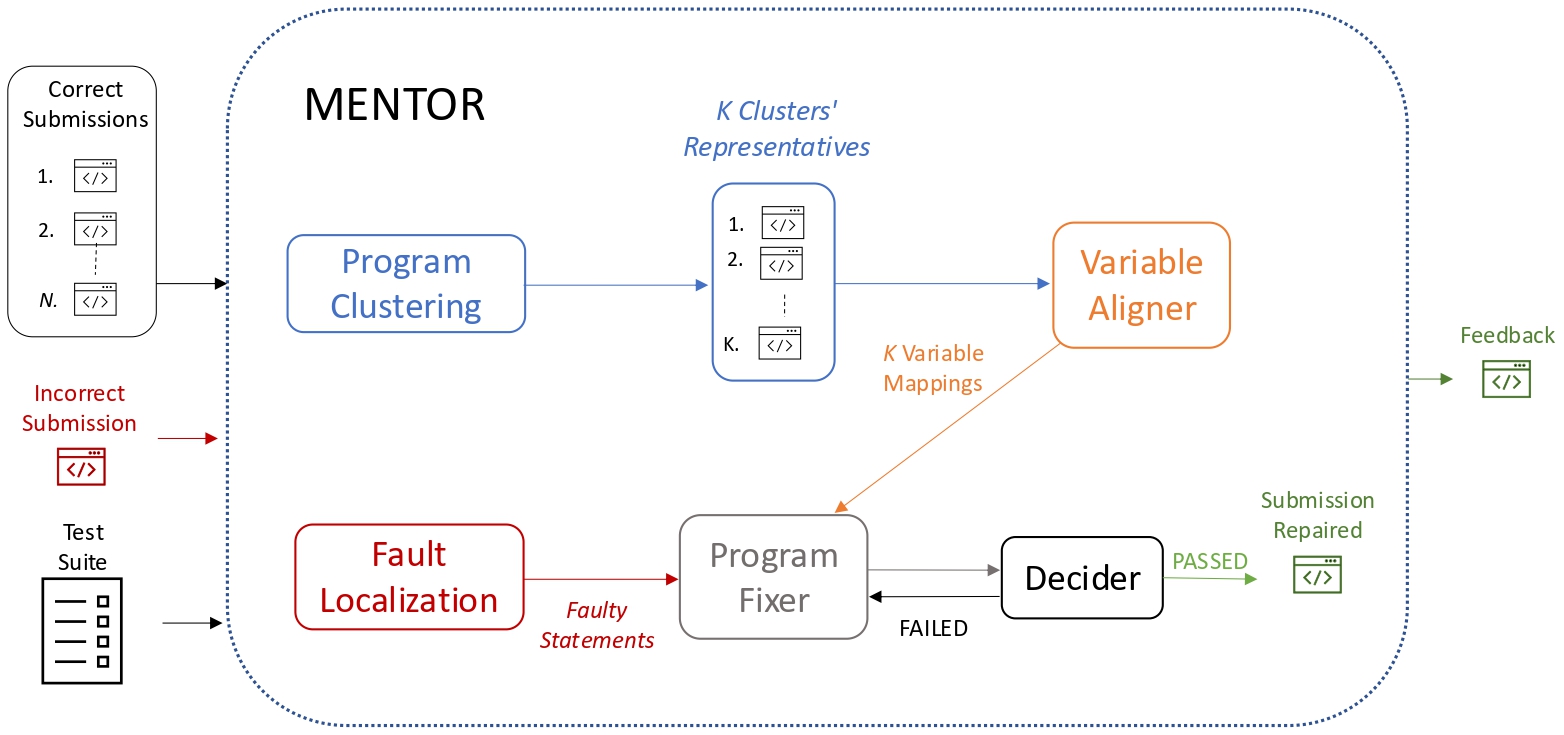 Correct
Submissions
1. </>
2. </>
N. </>
Incorrect
Submission
</>
Test
Suite
MENTOR
Program
Clustering
K Clusters'
Representatives
1. </>
2. </>
K. </>
Variable
Aligner
K Variable
Mappings
Fault
Localization
Faulty
Statements
Program
Fixer
FAILED
Decider
PASSED
Submission
Repaired
</>
Feedback
</>